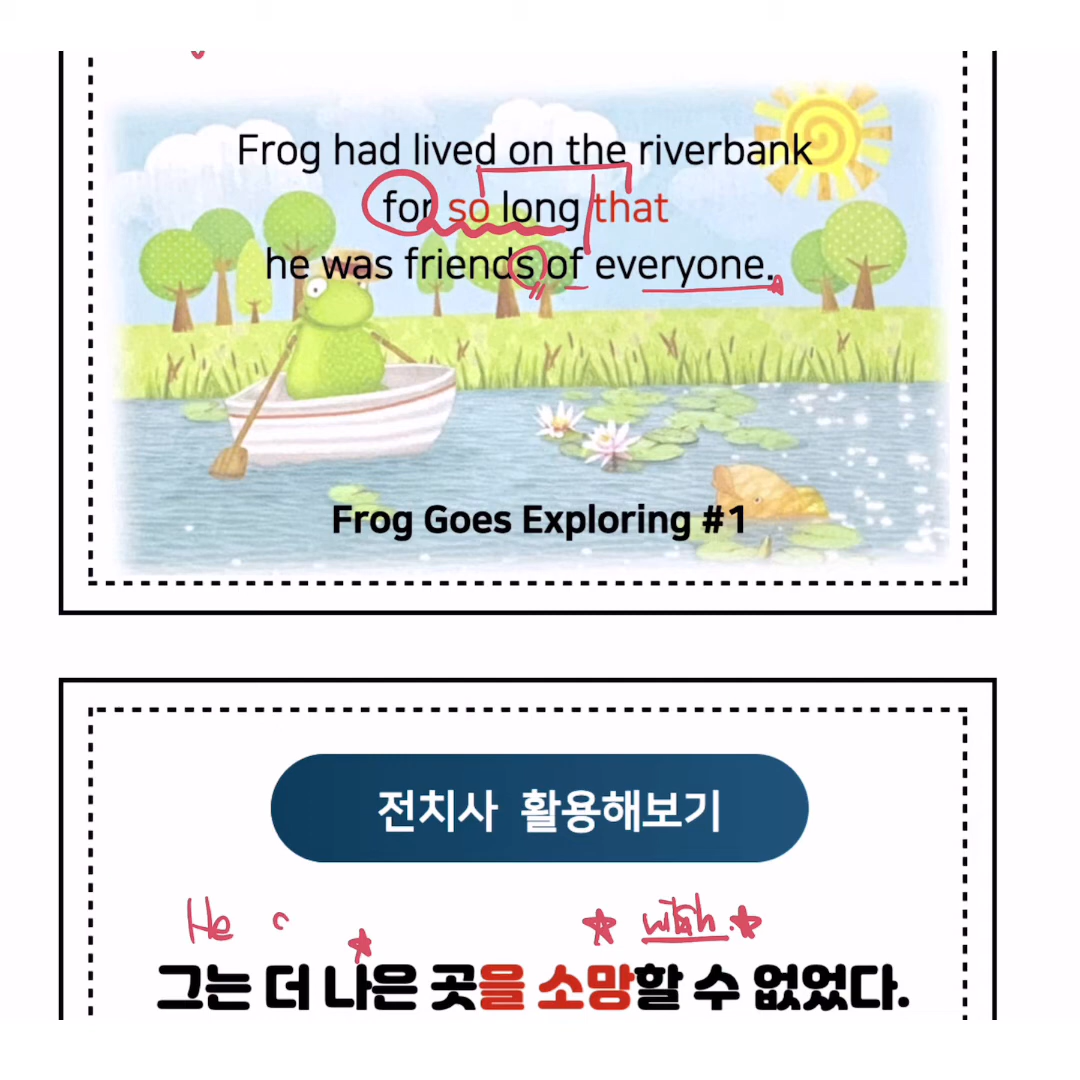 Frog had lived on the riverbank
for so long that
he was friends of everyone.
Frog Goes Exploring #1
전치사 활용해보기
He c
wish.
그는 더 나은 곳을 소망할 수 없었다.